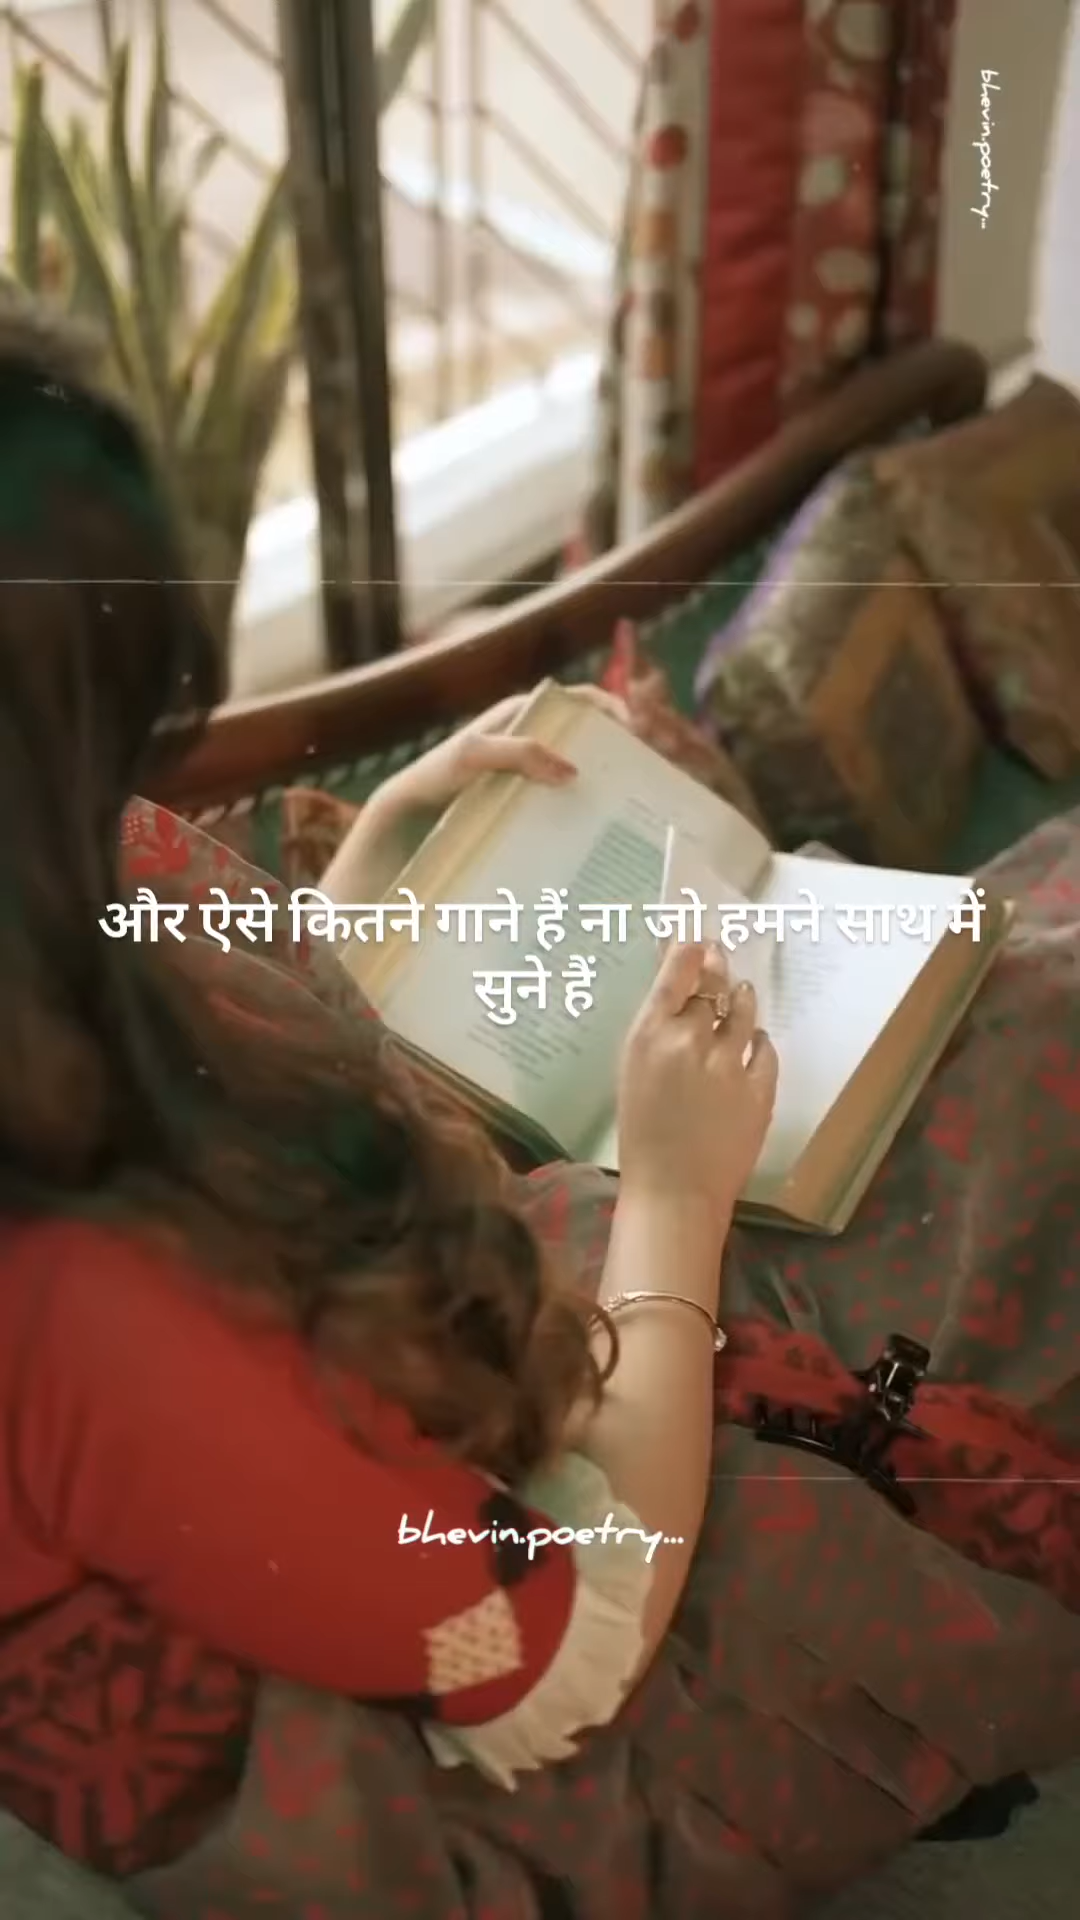 bhevin.poetry...
और ऐसे कितने गाने हैं ना जो हमने साथ में
सुने हैं
bhevin.poetry...